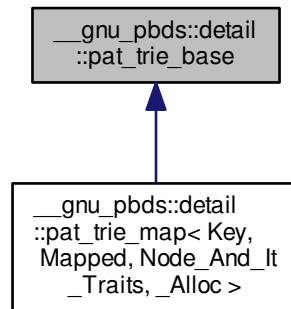 __gnu_pbds::detail
::pat_trie_base
__gnu_pbds::detail
::pat_trie_map< Key,
Mapped, Node_And_It
_Traits, _Alloc >